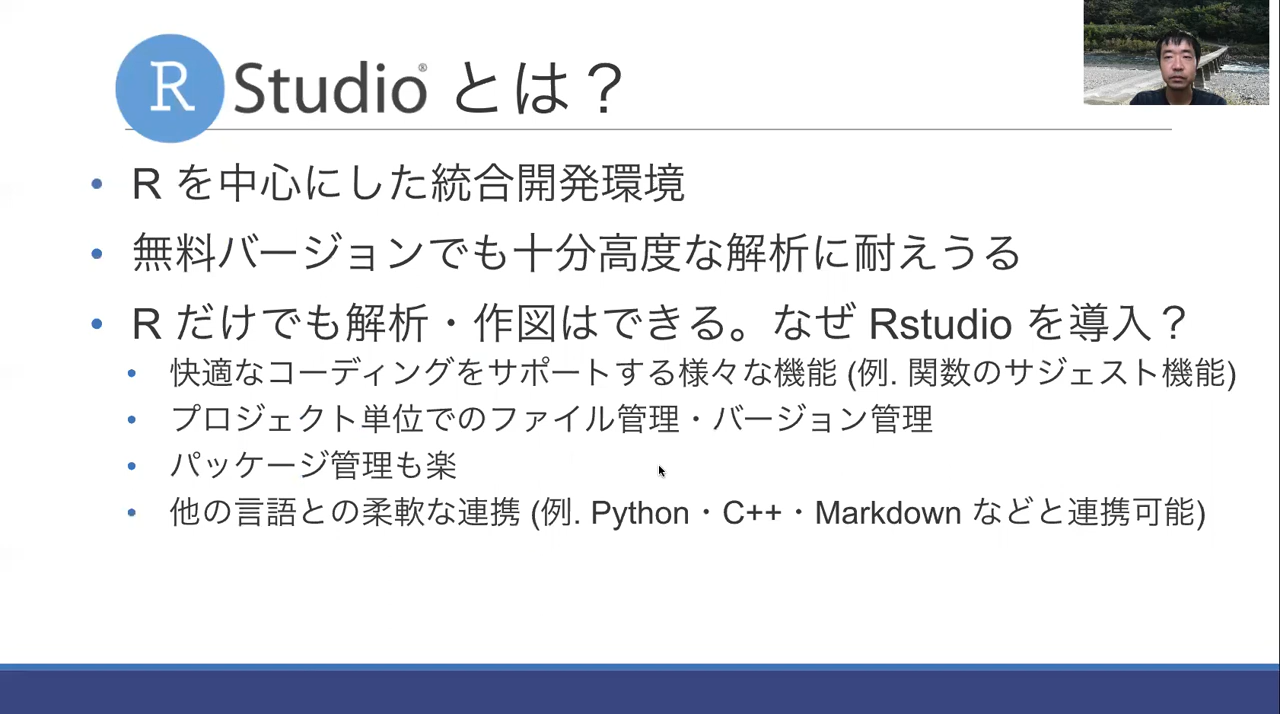 R Studio® とは？
R を中心にした統合開発環境
無料バージョンでも十分高度な解析に耐えうる
R だけでも解析・作図はできる。なぜ Rstudio を導入？
快適なコーディングをサポートする様々な機能 (例. 関数のサジェスト機能)
プロジェクト単位でのファイル管理・バージョン管理
パッケージ管理も楽
他の言語との柔軟な連携 (例. Python・C++・Markdown などと連携可能)